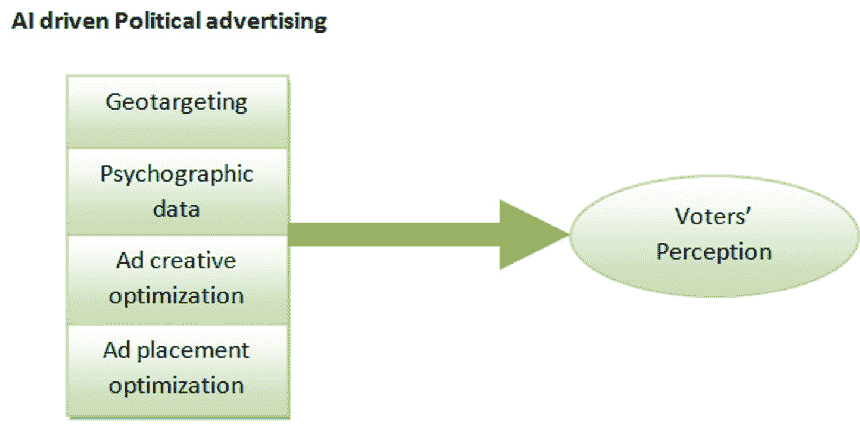 AI driven Political advertising
Geotargeting
Psychographic
data
Ad creative
optimization
Ad placement
optimization
Voters’
Perception